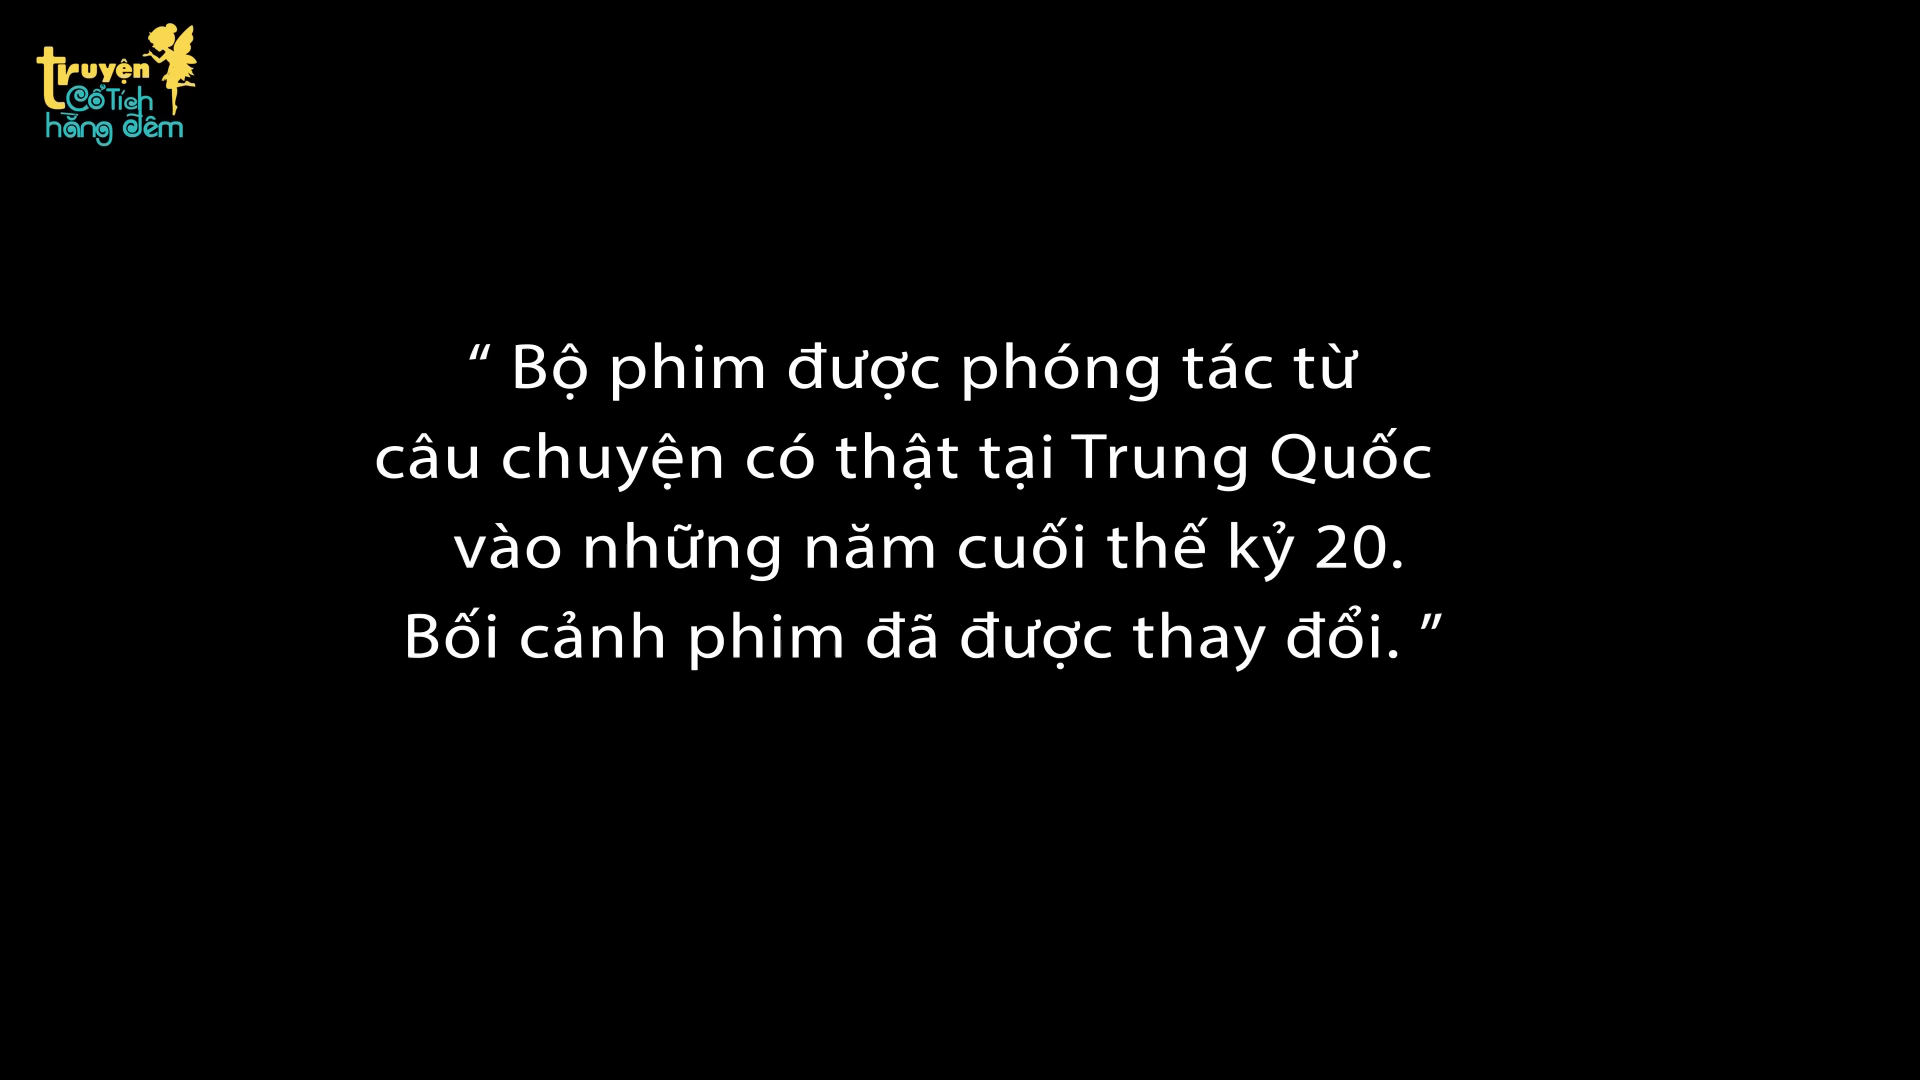 truyện
Cổ Tích
hằng đêm
“ Bộ phim được phóng tác từ
câu chuyện có thật tại Trung Quốc
vào những năm cuối thế kỷ 20.
Bối cảnh phim đã được thay đổi. ”